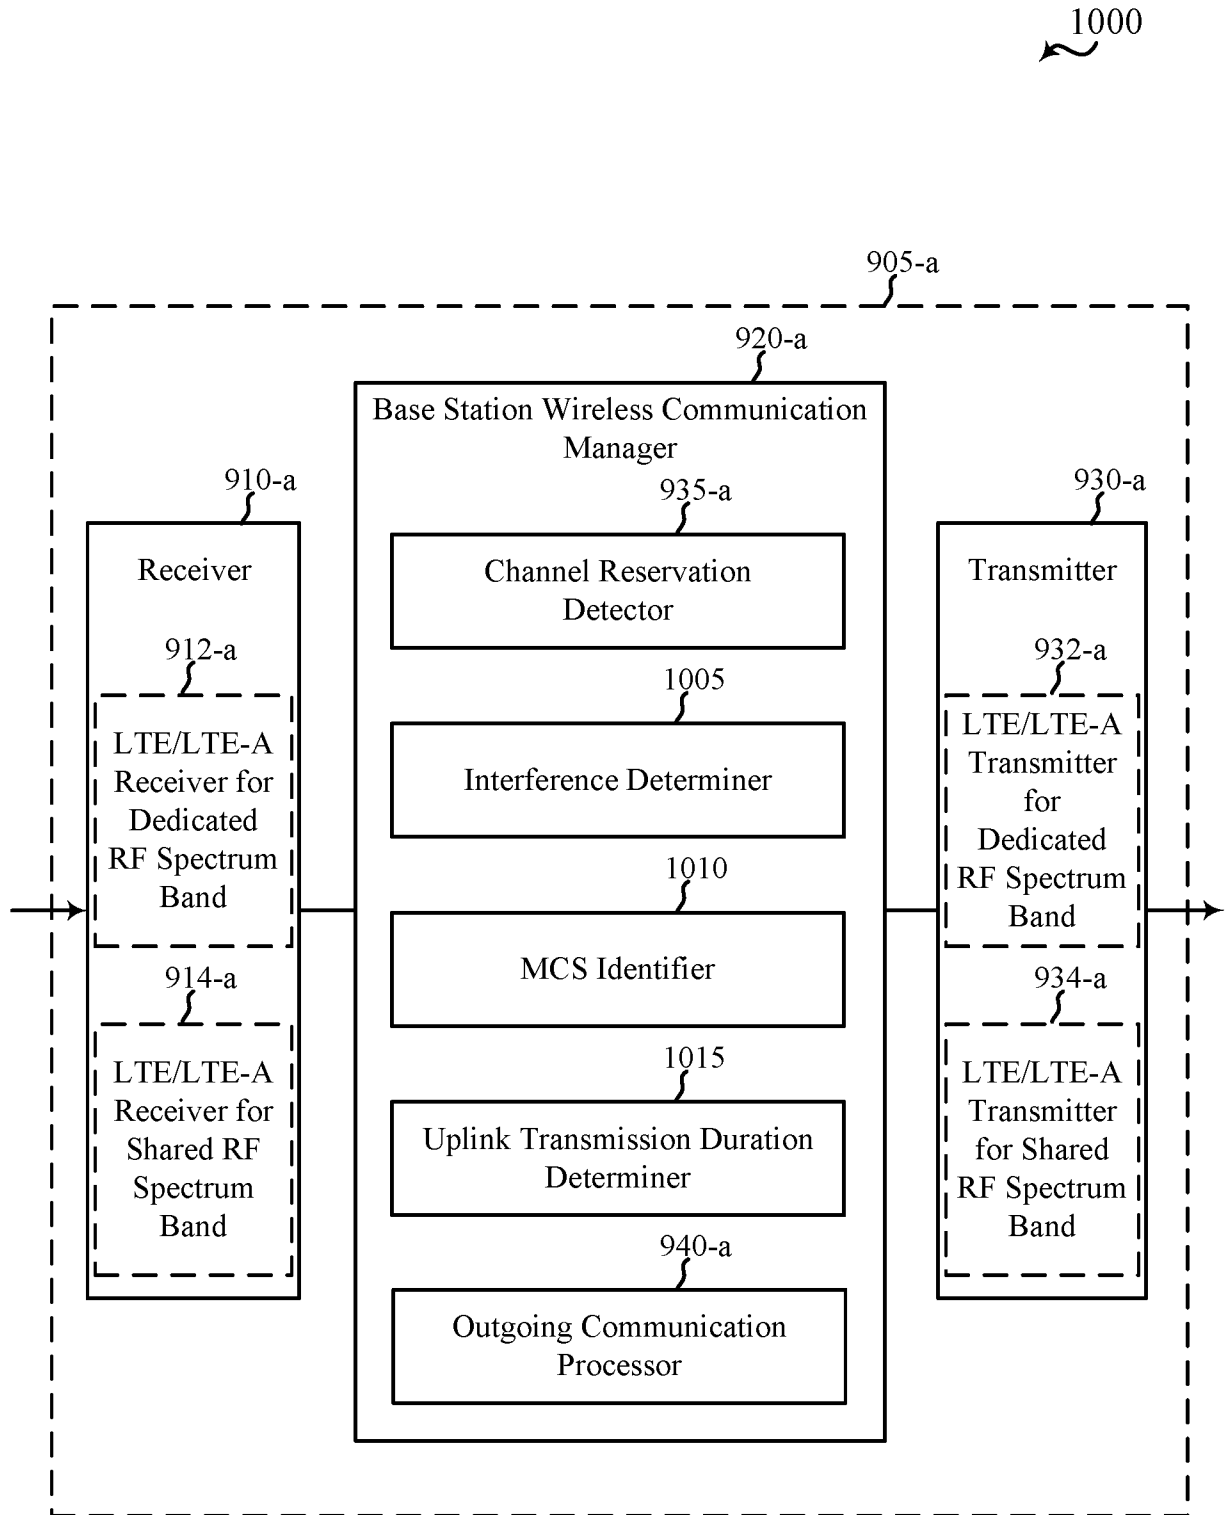 1000
905-a
920-a
Base Station Wireless Communication
Manager
910-a
Receiver
912-a
LTE/LTE-A
Receiver for
Dedicated
RF Spectrum
Band
914-a
LTE/LTE-A
Receiver for
Shared RF
Spectrum
Band
935-a
Channel Reservation
Detector
1005
Interference Determiner
1010
MCS Identifier
1015
Uplink Transmission Duration
Determiner
940-a
Outgoing Communication
Processor
930-a
Transmitter
932-a
LTE/LTE-A
Transmitter
for
Dedicated
RF Spectrum
Band
934-a
LTE/LTE-A
Transmitter
for Shared
RF Spectrum
Band